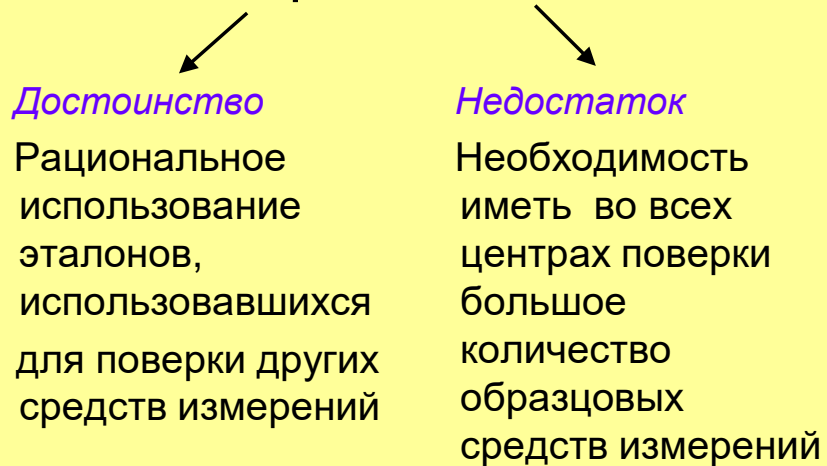 Достоинство
Рациональное
использование
эталонов,
использовавшихся
для поверки других
средств измерений
Недостаток
Необходимость
иметь во всех
центрах поверки
большое
количество
образцовых
средств измерений